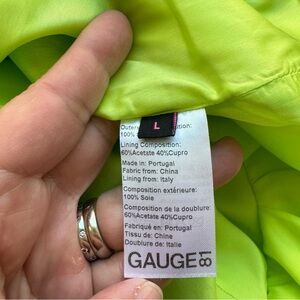 L
Outer
100%
Lining Composition:
60%Acetate 40%Cupro
Made in: Portugal
Fabric from: China
Lining from: Italy
Composition extérieure:
100% Soie
Composition de la doublure:
60%Acetate 40%Cupro
Fabriqué en: Portugal
Tissu de: Chine
Doublure de: Italie
GAUGE81